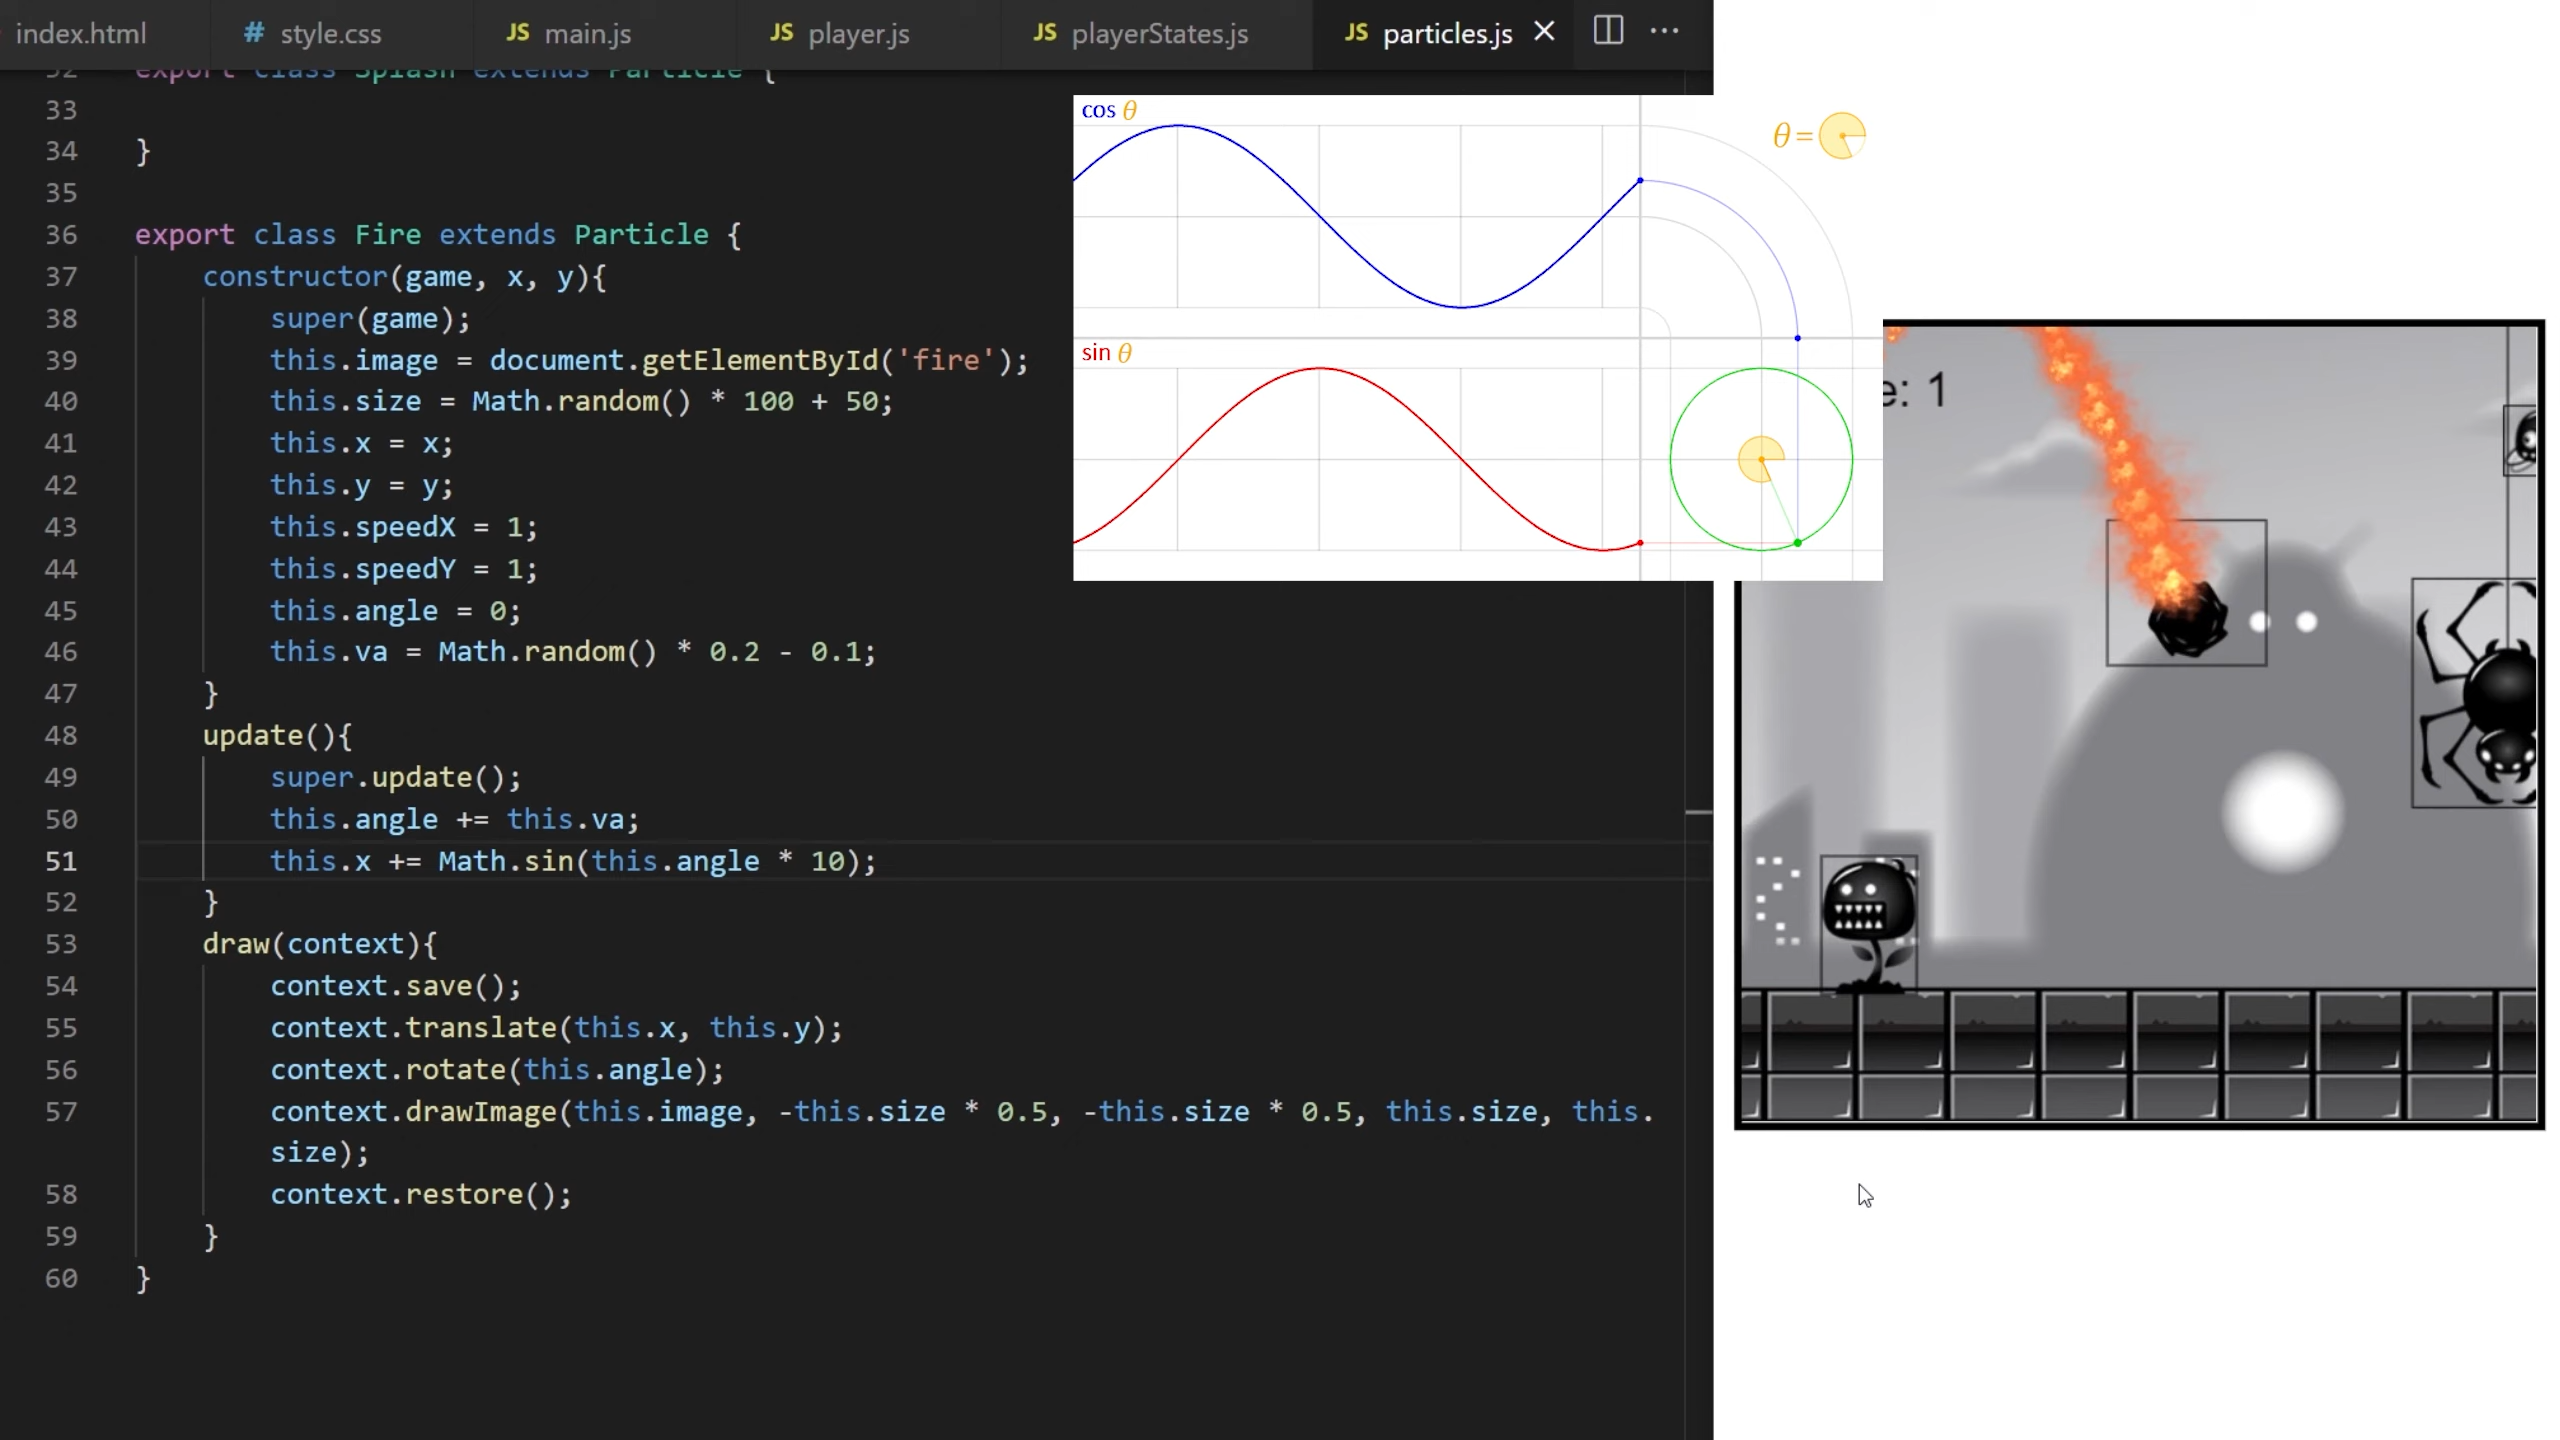 index.html
# style.css
JS main.js
JS player.js
JS playerStates.js
JS particles.js
32 export class Splash extends Particle {
33
34 }
35
36 export class Fire extends Particle {
37 constructor(game, x, y){
38 super(game);
39 this.image = document.getElementById('fire');
40 this.size = Math.random() * 100 + 50;
41 this.x = x;
42 this.y = y;
43 this.speedX = 1;
44 this.speedY = 1;
45 this.angle = 0;
46 this.va = Math.random() * 0.2 - 0.1;
47 }
48 update(){
49 super.update();
50 this.angle += this.va;
51 this.x += Math.sin(this.angle * 10);
52 }
53 draw(context){
54 context.save();
55 context.translate(this.x, this.y);
56 context.rotate(this.angle);
57 context.drawImage(this.image, -this.size * 0.5, -this.size * 0.5, this.size, this.
size);
58 context.restore();
59 }
60 }
cos θ
θ =
sin θ
e: 1